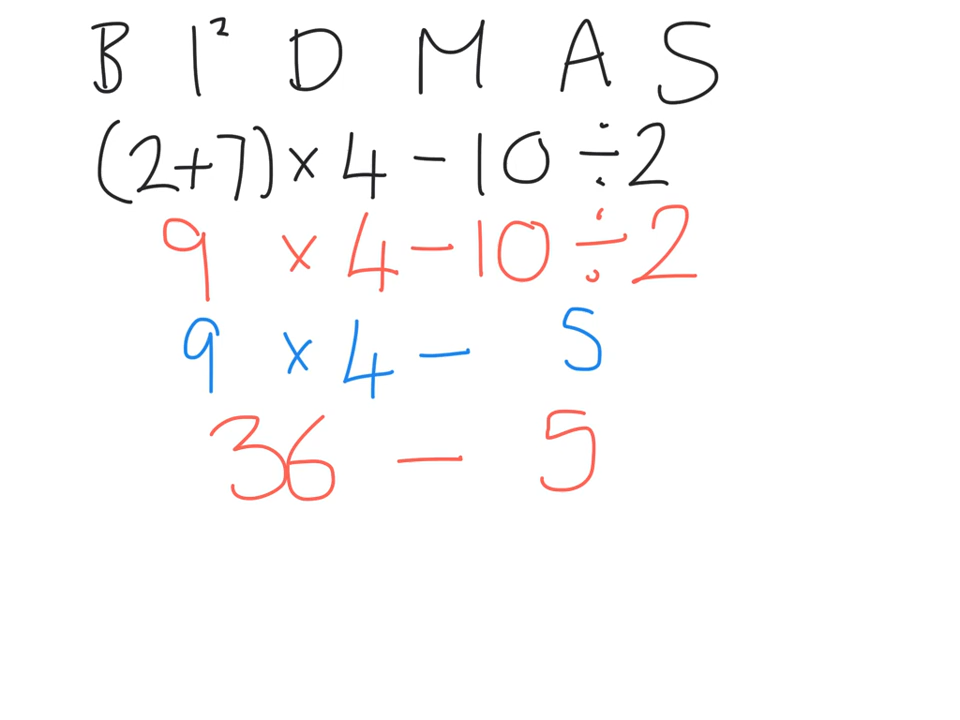 B I² D M A S
(2+7)×4-10÷2
9 ×4-10÷2
9 ×4- 5
36 - 5